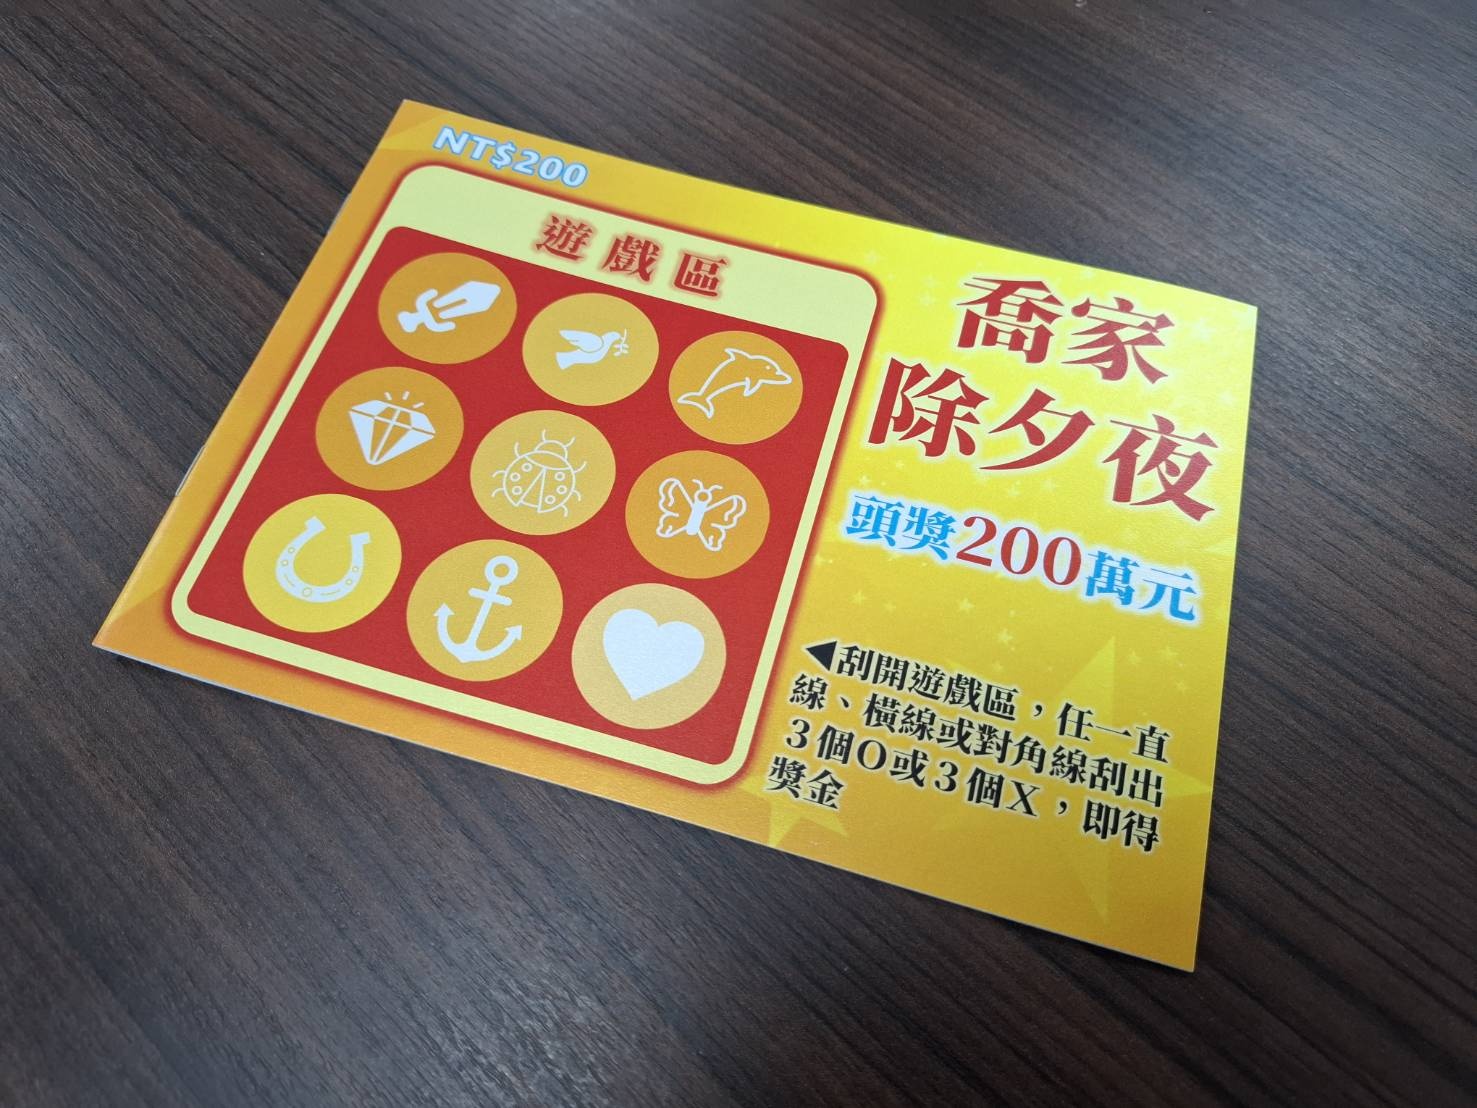 NT$200
遊戲區
喬家
除夕夜
頭獎200萬元
◀刮開遊戲區，任一直
線、橫線或對角線刮出
3個O或3個X，即得
獎金